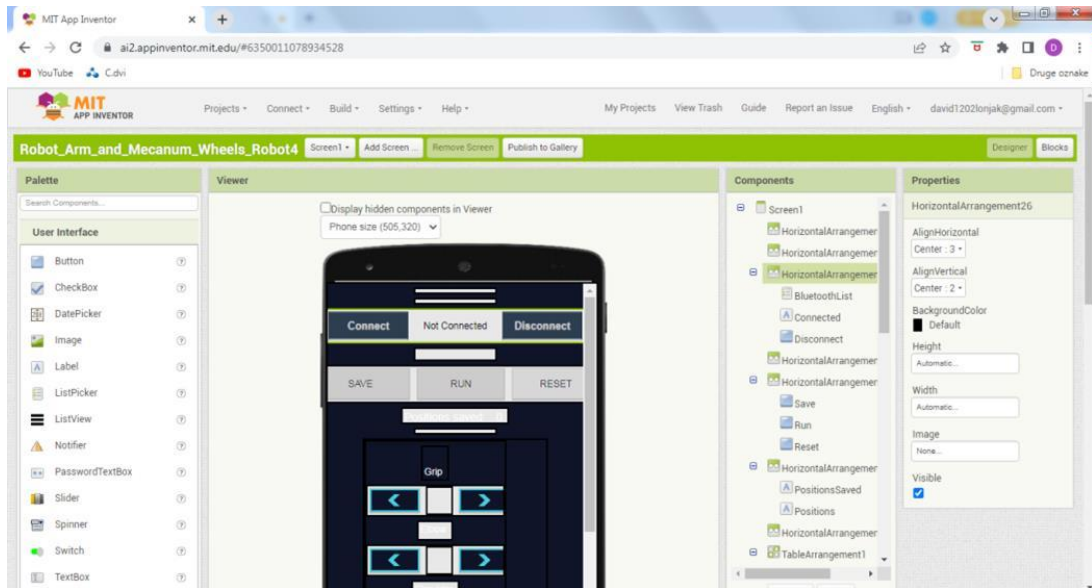 MIT App Inventor
ai2.appinventor.mit.edu/#6350011078934528
D
YouTube C.dvi Druge oznake
MIT
APP INVENTOR
Projects Connect Build Settings Help My Projects View Trash Guide Report an Issue English david1202lonjak@gmail.com
Robot_Arm_and_Mecanum_Wheels_Robot4 Screen1 Add Screen ... Remove Screen Publish to Gallery Designer Blocks
Palette
Search Components...
User Interface
Button
CheckBox
DatePicker
Image
Label
ListPicker
ListView
Notifier
PasswordTextBox
Slider
Spinner
Switch
TextBox
Viewer
Display hidden components in Viewer
Phone size (505,320)
Connect Not Connected Disconnect
SAVE RUN RESET
Positions saved: 0
Grip
Components
Screen1
HorizontalArrangemer
HorizontalArrangemer
HorizontalArrangemer
BluetoothList
Connected
Disconnect
HorizontalArrangemer
HorizontalArrangemer
Save
Run
Reset
HorizontalArrangemer
PositionsSaved
Positions
HorizontalArrangemer
TableArrangement1
Properties
HorizontalArrangement26
AlignHorizontal
Center : 3
AlignVertical
Center : 2
BackgroundColor
Default
Height
Automatic...
Width
Automatic...
Image
None...
Visible